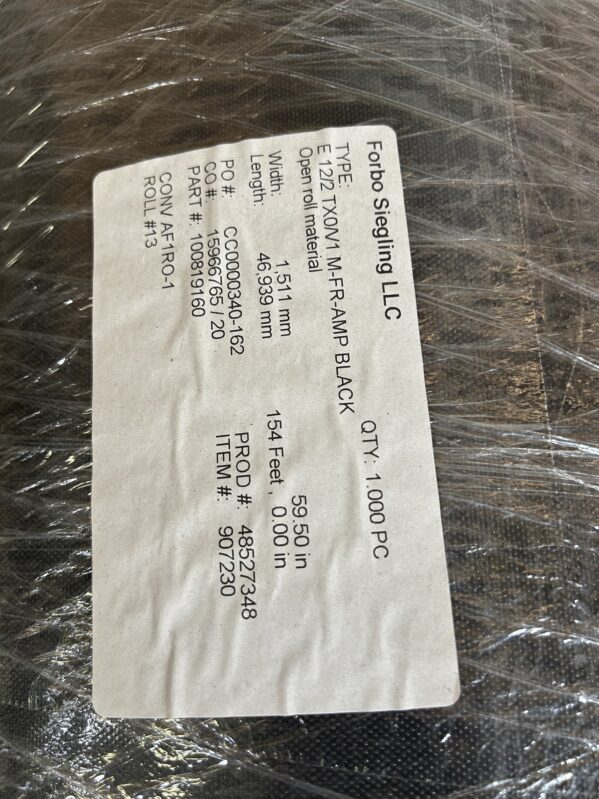 Forbo Siegling LLC
QTY: 1.000 PC
TYPE:
E 12/2 TX0/V1 M-FR-AMP BLACK
Open roll material
Width: 1,511 mm 59.50 in
Length: 46,939 mm 154 Feet , 0.00 in
PO #: CC0000340-162 PROD #: 48527348
CO #: 15966765 / 20 ITEM #: 907230
PART #: 100819160
CONV AF1RO-1
ROLL #13